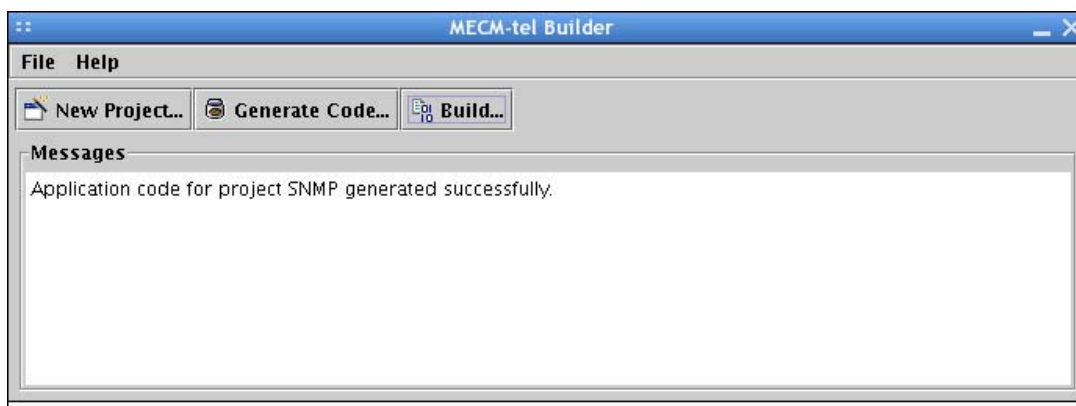 MECM-tel Builder
File Help
New Project... Generate Code... Build...
Messages
Application code for project SNMP generated successfully.